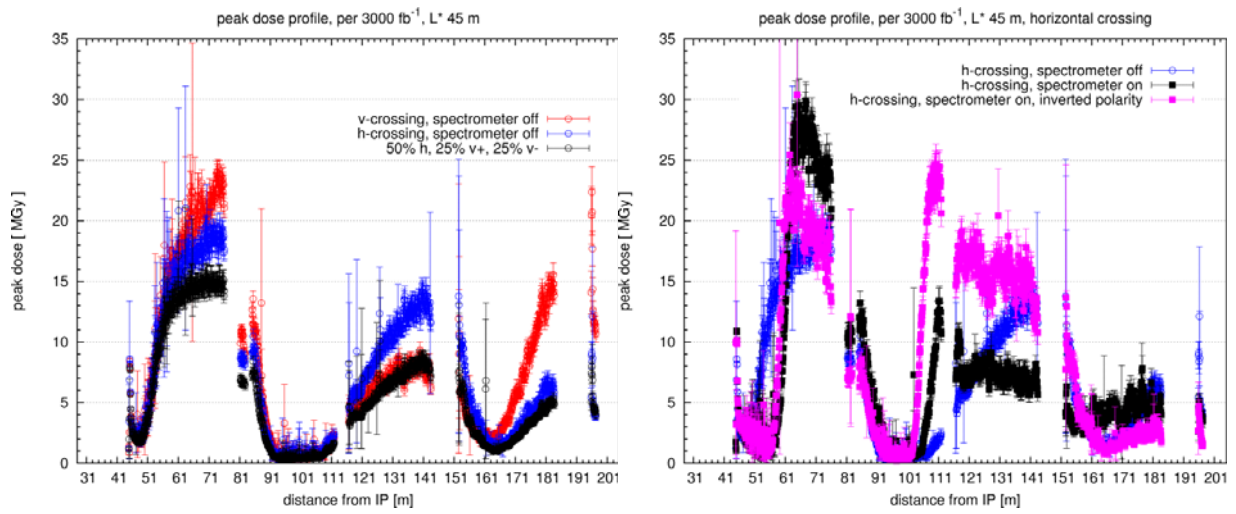 peak dose profile, per 3000 fb⁻¹, L* 45 m
v-crossing, spectrometer off
h-crossing, spectrometer off
50% h, 25% v+, 25% v-
peak dose [ MGy]
35
30
25
20
15
10
5
0
31 41 51 61 71 81 91 101 111 121 131 141 151 161 171 181 191 201
distance from IP [m]
peak dose profile, per 3000 fb⁻¹, L* 45 m, horizontal crossing
h-crossing, spectrometer off
h-crossing, spectrometer on
h-crossing, spectrometer on, inverted polarity
peak dose [ MGy]
35
30
25
20
15
10
5
0
31 41 51 61 71 81 91 101 111 121 131 141 151 161 171 181 191 201
distance from IP [m]